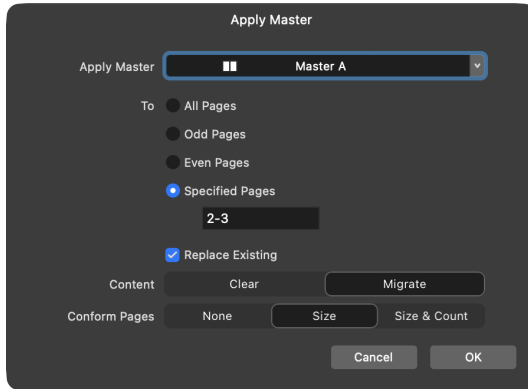 Apply Master
Apply Master Master A
To All Pages
Odd Pages
Even Pages
Specified Pages
2-3
Replace Existing
Content Clear Migrate
Conform Pages None Size Size & Count
Cancel OK